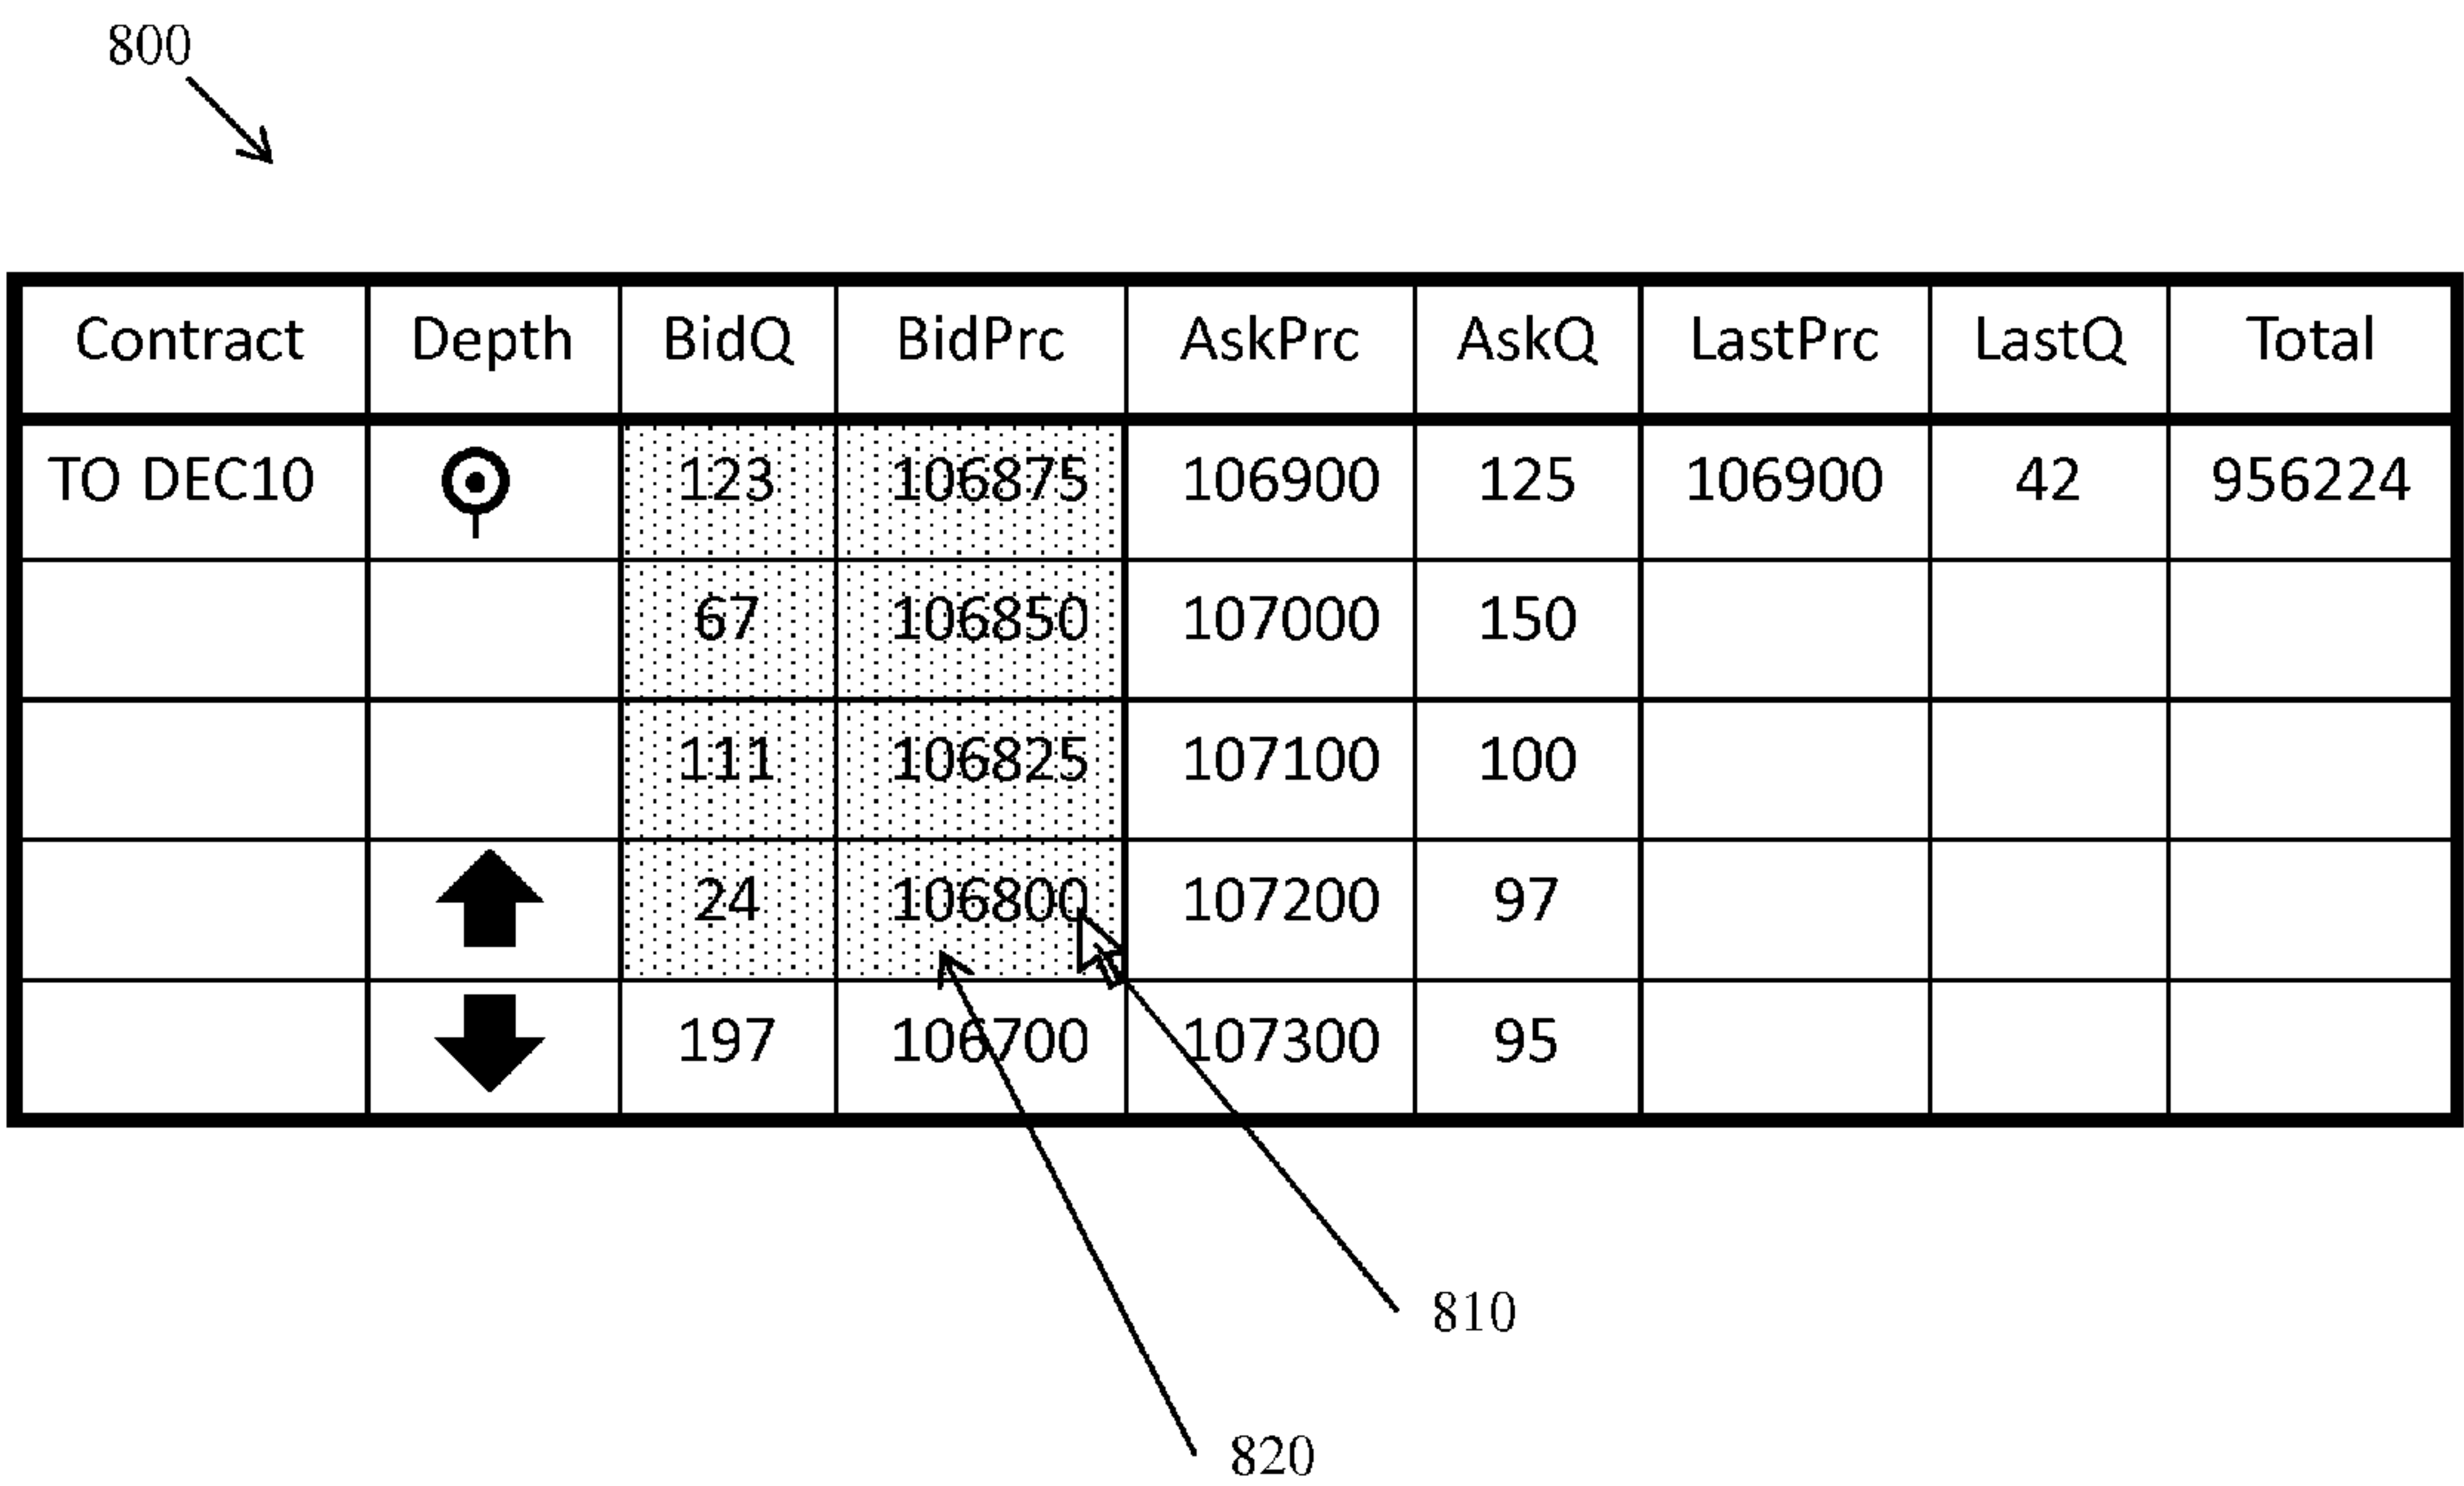 800
Contract Depth BidQ BidPrc AskPrc AskQ LastPrc LastQ Total
TO DEC10 123 106875 106900 125 106900 42 956224
67 106850 107000 150
111 106825 107100 100
24 106800 107200 97
197 106700 107300 95
810
820